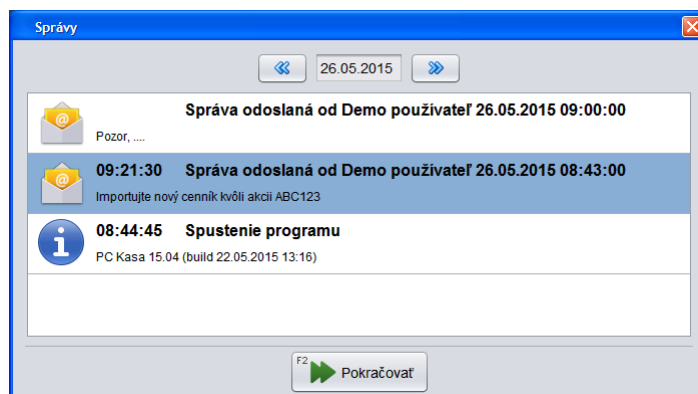 Správy
26.05.2015
Správa odoslaná od Demo používateľ 26.05.2015 09:00:00
Pozor, ....
09:21:30 Správa odoslaná od Demo používateľ 26.05.2015 08:43:00
Importujte nový cenník kvôli akcii ABC123
08:44:45 Spustenie programu
PC Kasa 15.04 (build 22.05.2015 13:16)
F2 Pokračovať